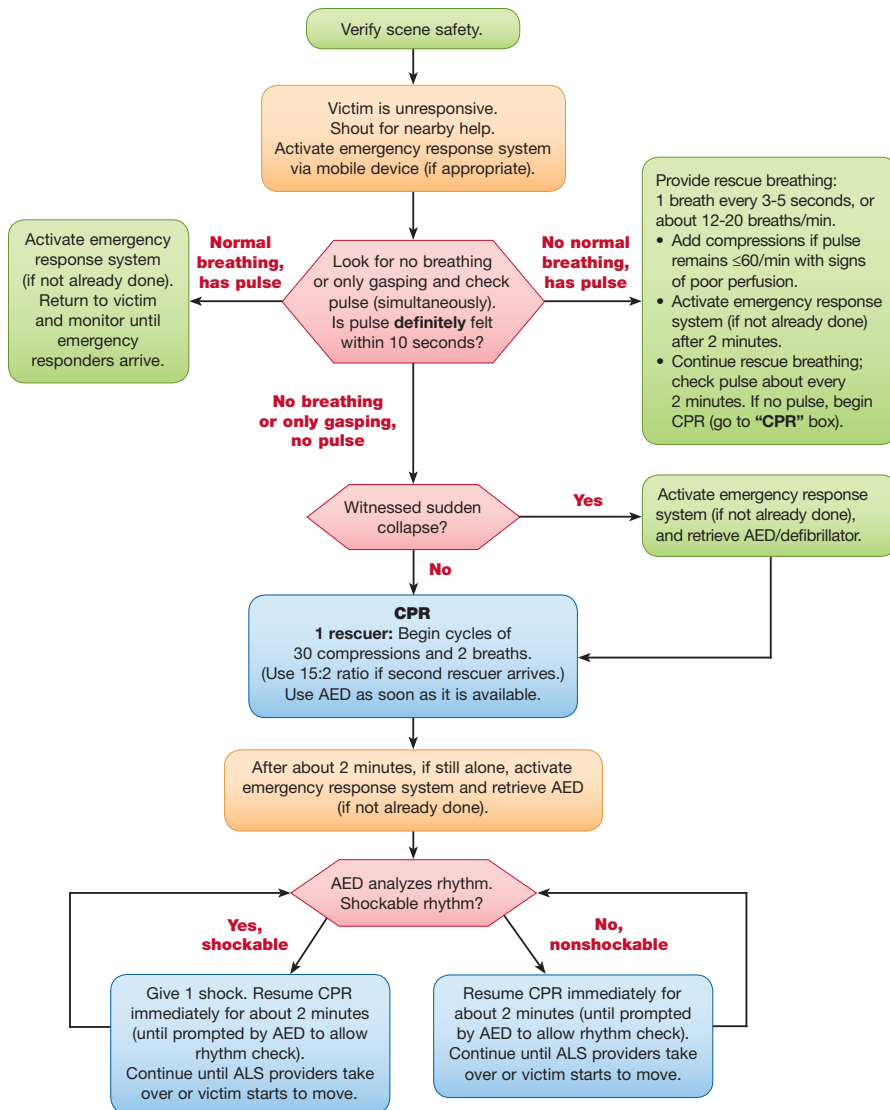 Verify scene safety.
Victim is unresponsive.
Shout for nearby help.
Activate emergency response system
via mobile device (if appropriate).
Activate emergency
response system
(if not already done).
Return to victim
and monitor until
emergency
responders arrive.
Normal
breathing,
has pulse
Look for no breathing
or only gasping and check
pulse (simultaneously).
Is pulse definitely felt
within 10 seconds?
No normal
breathing,
has pulse
Provide rescue breathing:
1 breath every 3-5 seconds, or
about 12-20 breaths/min.
• Add compressions if pulse
remains ≤60/min with signs
of poor perfusion.
• Activate emergency response
system (if not already done)
after 2 minutes.
• Continue rescue breathing;
check pulse about every
2 minutes. If no pulse, begin
CPR (go to “CPR” box).
No breathing
or only gasping,
no pulse
Witnessed sudden
collapse?
Yes
Activate emergency response
system (if not already done),
and retrieve AED/defibrillator.
No
CPR
1 rescuer: Begin cycles of
30 compressions and 2 breaths.
(Use 15:2 ratio if second rescuer arrives.)
Use AED as soon as it is available.
After about 2 minutes, if still alone, activate
emergency response system and retrieve AED
(if not already done).
AED analyzes rhythm.
Shockable rhythm?
Yes,
shockable
No,
nonshockable
Give 1 shock. Resume CPR
immediately for about 2 minutes
(until prompted by AED to allow
rhythm check).
Continue until ALS providers take
over or victim starts to move.
Resume CPR immediately for
about 2 minutes (until prompted
by AED to allow rhythm check).
Continue until ALS providers take
over or victim starts to move.